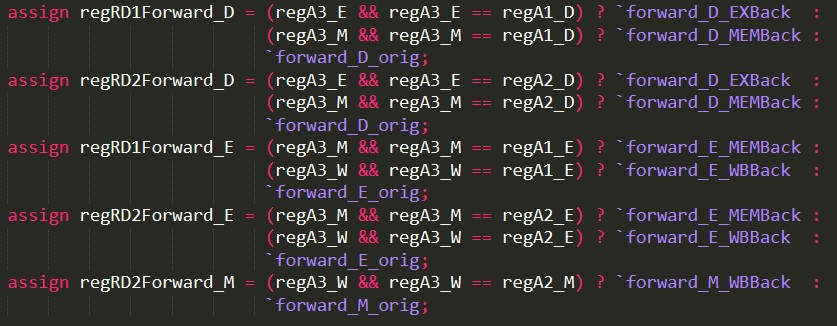 assign regRD1Forward_D = (regA3_E && regA3_E == regA1_D) ? `forward_D_EXBack  :
                         (regA3_M && regA3_M == regA1_D) ? `forward_D_MEMBack :
                         `forward_D_orig;
assign regRD2Forward_D = (regA3_E && regA3_E == regA2_D) ? `forward_D_EXBack  :
                         (regA3_M && regA3_M == regA2_D) ? `forward_D_MEMBack :
                         `forward_D_orig;
assign regRD1Forward_E = (regA3_M && regA3_M == regA1_E) ? `forward_E_MEMBack :
                         (regA3_W && regA3_W == regA1_E) ? `forward_E_WBBack  :
                         `forward_E_orig;
assign regRD2Forward_E = (regA3_M && regA3_M == regA2_E) ? `forward_E_MEMBack :
                         (regA3_W && regA3_W == regA2_E) ? `forward_E_WBBack  :
                         `forward_E_orig;
assign regRD2Forward_M = (regA3_W && regA3_W == regA2_M) ? `forward_M_WBBack  :
                         `forward_M_orig;